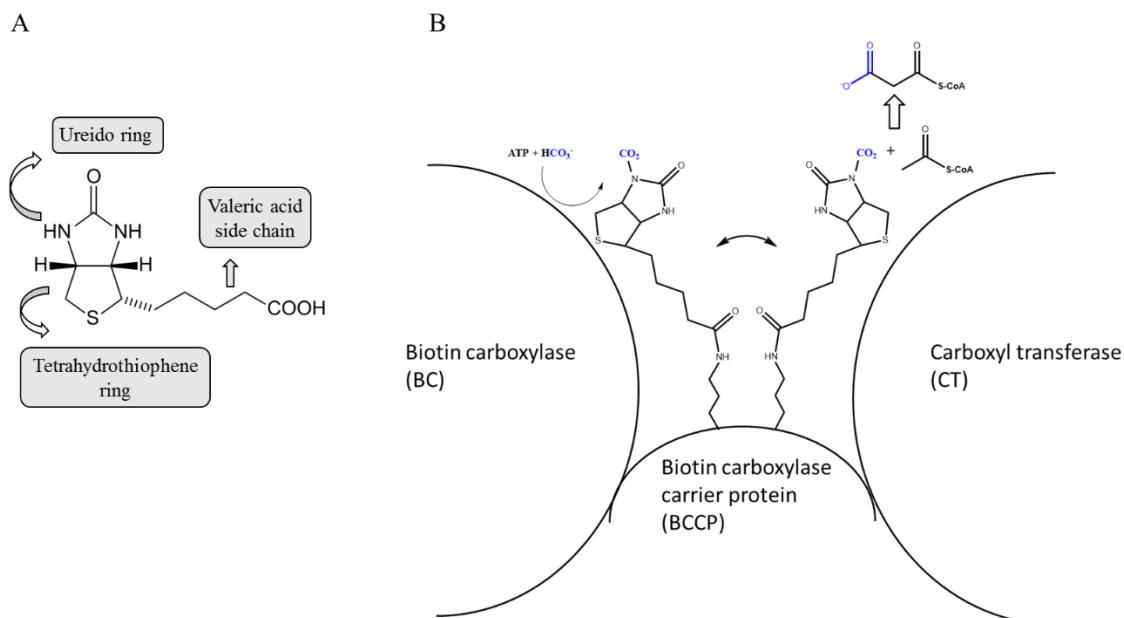 A
Ureido ring
O
HN
NH
H
H
S
COOH
Valeric acid
side chain
Tetrahydrothiophene
ring
B
O
O
⁻O
S-CoA
ATP + HCO₃⁻
CO₂
O
N
NH
S
O
NH
CO₂
+
O
S-CoA
O
N
HN
S
O
HN
Biotin carboxylase
(BC)
Carboxyl transferase
(CT)
Biotin carboxylase
carrier protein
(BCCP)